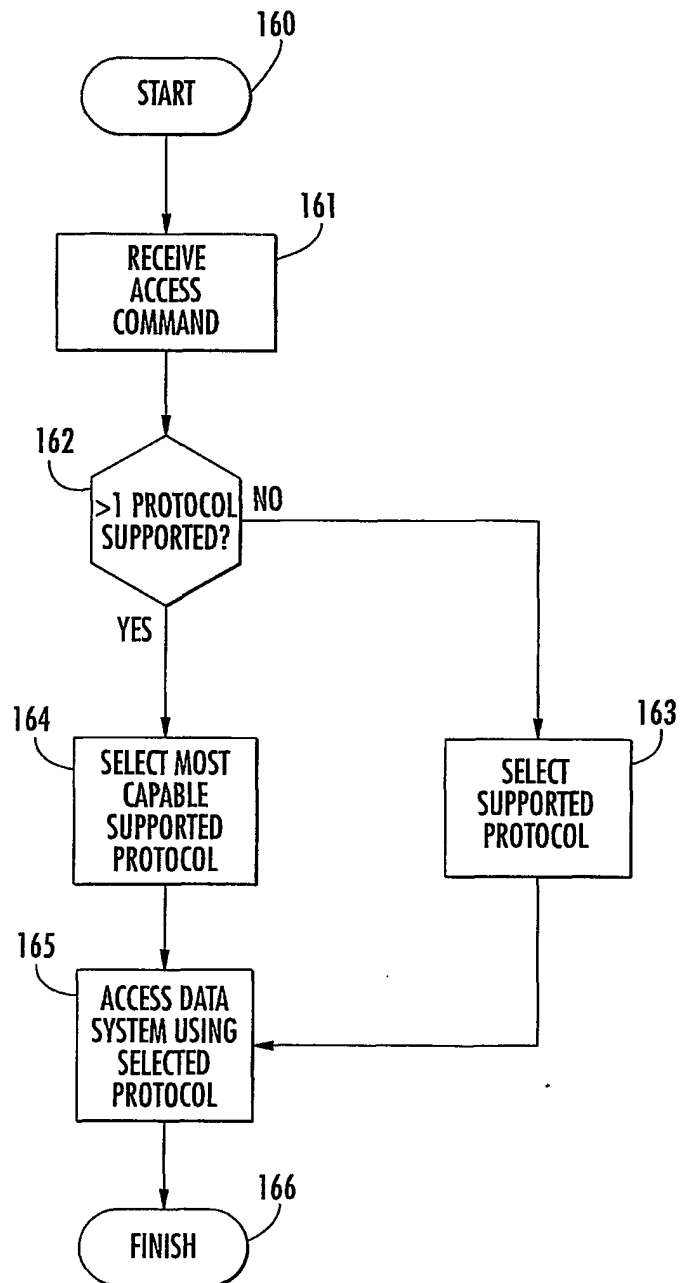 160
START
161
RECEIVE
ACCESS
COMMAND
162
>1 PROTOCOL
SUPPORTED?
NO
YES
164
SELECT MOST
CAPABLE
SUPPORTED
PROTOCOL
163
SELECT
SUPPORTED
PROTOCOL
165
ACCESS DATA
SYSTEM USING
SELECTED
PROTOCOL
166
FINISH